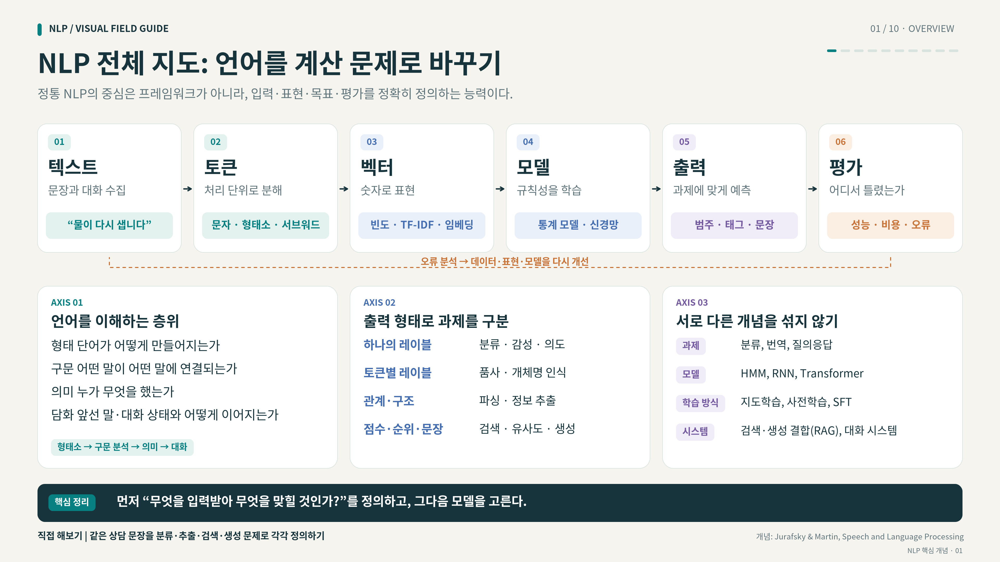 NLP / VISUAL FIELD GUIDE
01 / 10 · OVERVIEW
NLP 전체 지도: 언어를 계산 문제로 바꾸기
정통 NLP의 중심은 프레임워크가 아니라, 입력·표현·목표·평가를 정확히 정의하는 능력이다.
01
텍스트
문장과 대화 수집
“물이 다시 샙니다”
02
토큰
처리 단위로 분해
문자 · 형태소 · 서브워드
03
벡터
숫자로 표현
빈도 · TF-IDF · 임베딩
04
모델
규칙성을 학습
통계 모델 · 신경망
05
출력
과제에 맞게 예측
범주 · 태그 · 문장
06
평가
어디서 틀렸는가
성능 · 비용 · 오류
오류 분석 → 데이터·표현·모델을 다시 개선
AXIS 01
언어를 이해하는 층위
형태 단어가 어떻게 만들어지는가
구문 어떤 말이 어떤 말에 연결되는가
의미 누가 무엇을 했는가
담화 앞선 말·대화 상태와 어떻게 이어지는가
형태소 → 구문 분석 → 의미 → 대화
AXIS 02
출력 형태로 과제를 구분
하나의 레이블 분류 · 감성 · 의도
토큰별 레이블 품사 · 개체명 인식
관계·구조 파싱 · 정보 추출
점수·순위·문장 검색 · 유사도 · 생성
AXIS 03
서로 다른 개념을 섞지 않기
과제 분류, 번역, 질의응답
모델 HMM, RNN, Transformer
학습 방식 지도학습, 사전학습, SFT
시스템 검색·생성 결합(RAG), 대화 시스템
핵심 정리 먼저 “무엇을 입력받아 무엇을 맞힐 것인가?”를 정의하고, 그다음 모델을 고른다.
직접 해보기 | 같은 상담 문장을 분류·추출·검색·생성 문제로 각각 정의하기
개념: Jurafsky & Martin, Speech and Language Processing
NLP 핵심 개념 · 01